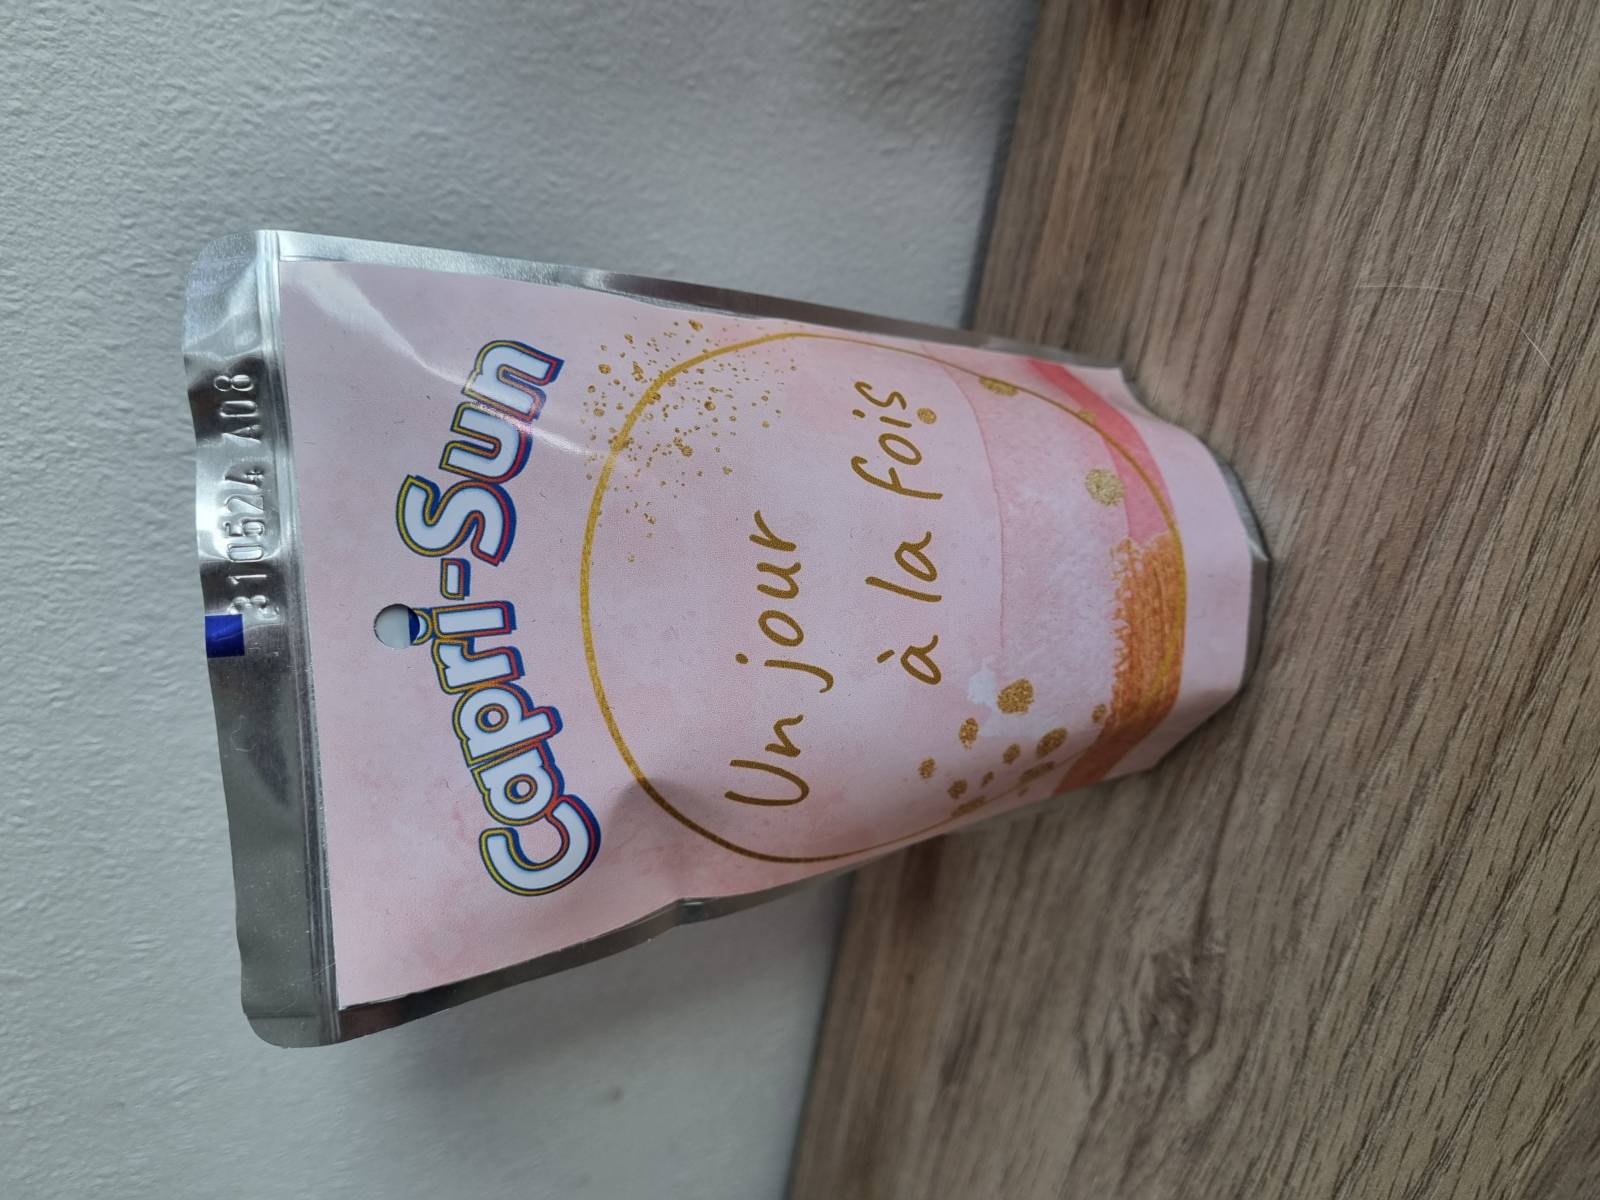 310524 A08
Capri-Sun
Un jour
à la fois